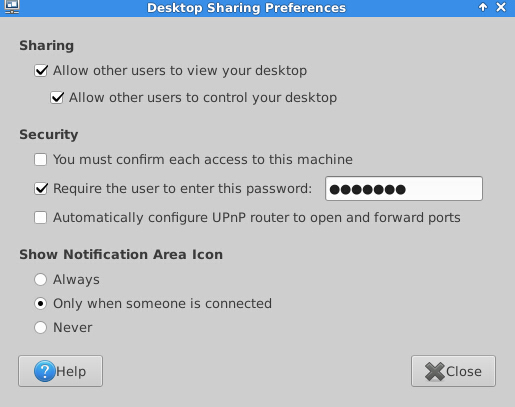 Desktop Sharing Preferences
Sharing
Allow other users to view your desktop
Allow other users to control your desktop
Security
You must confirm each access to this machine
Require the user to enter this password: ●●●●●●●
Automatically configure UPnP router to open and forward ports
Show Notification Area Icon
Always
Only when someone is connected
Never
Help
Close